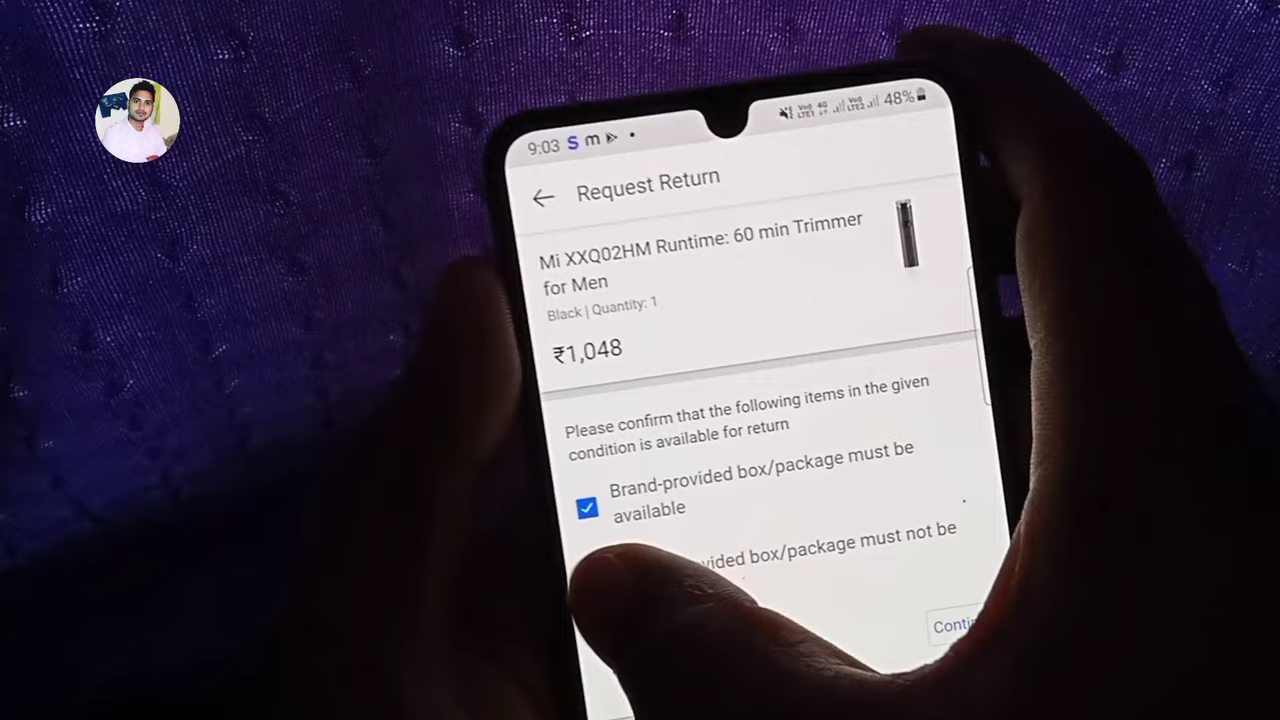 9:03 S m 48%
Request Return
Mi XXQ02HM Runtime: 60 min Trimmer
for Men
Black | Quantity: 1
₹1,048
Please confirm that the following items in the given
condition is available for return
Brand-provided box/package must be
available
box/package must not be